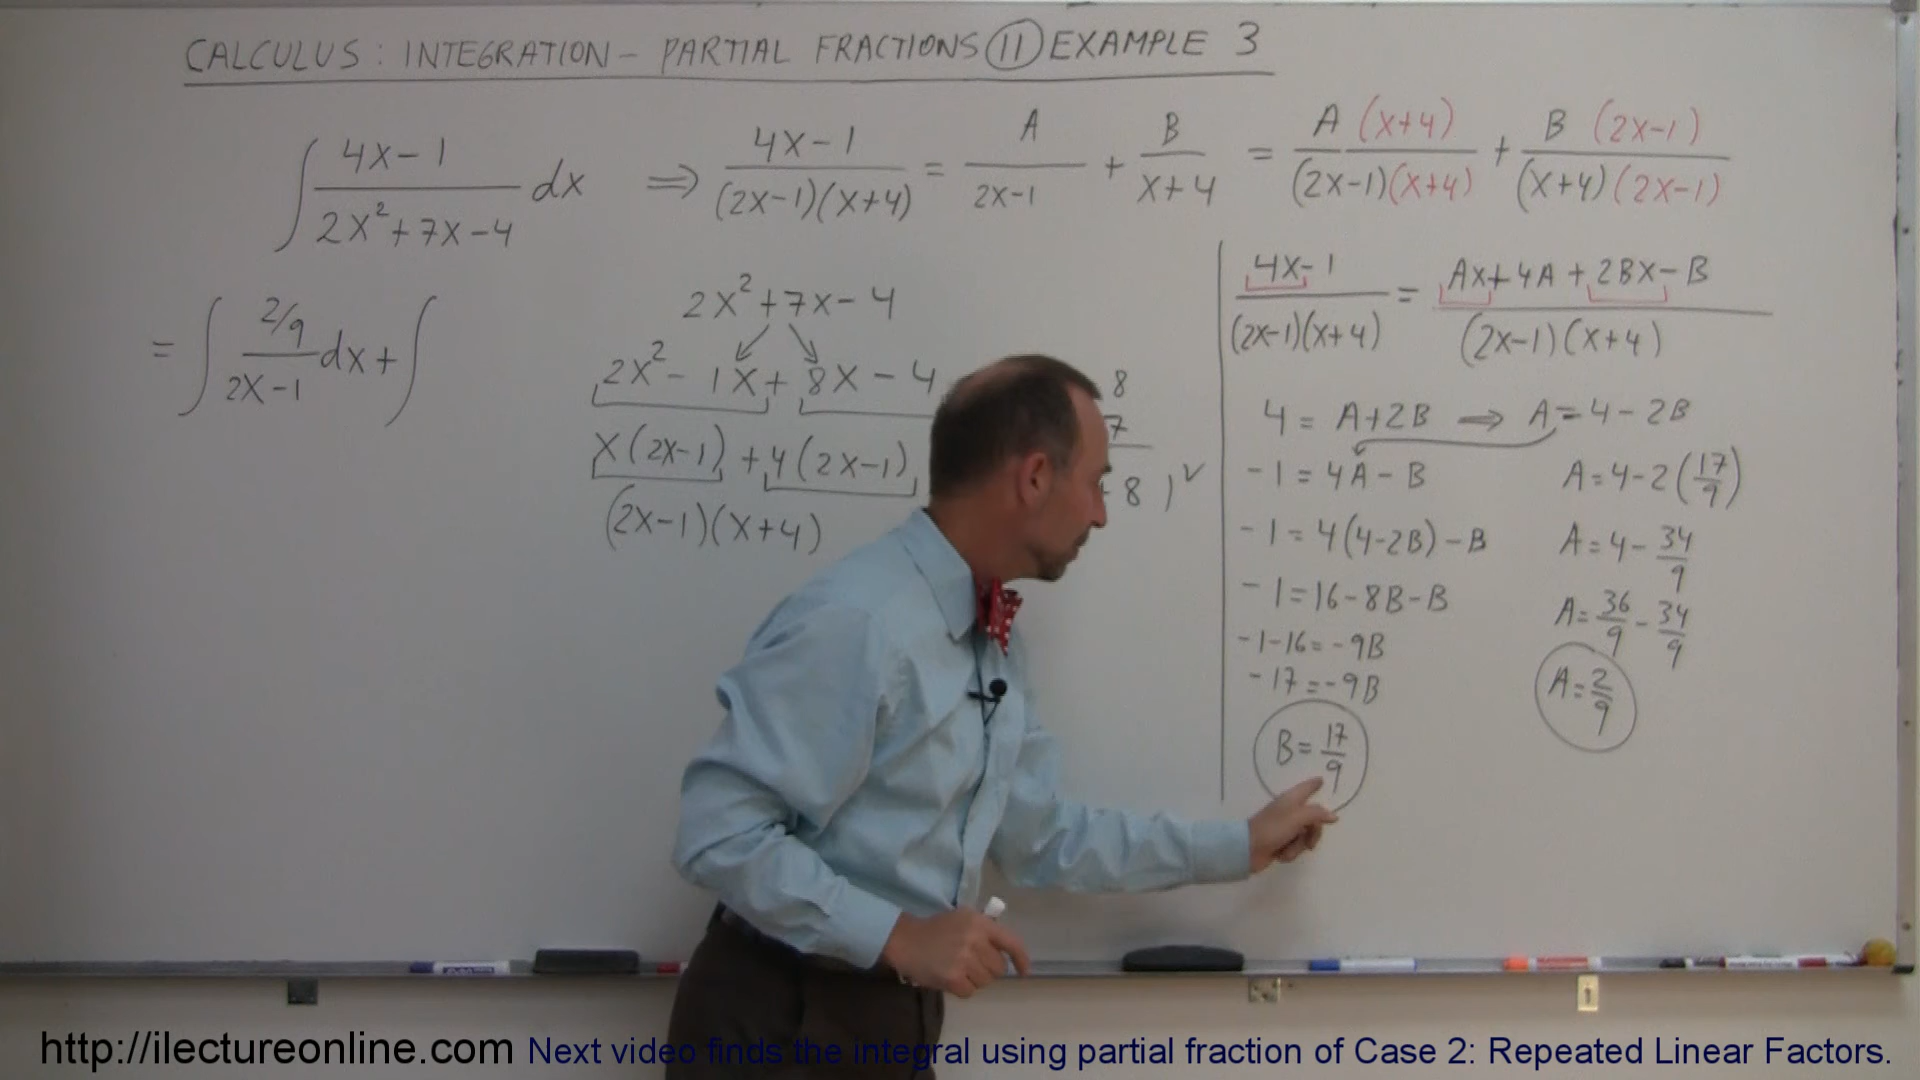 CALCULUS: INTEGRATION – PARTIAL FRACTIONS (11) EXAMPLE 3
∫ (4x-1)/(2x²+7x-4) dx ⇒ (4x-1)/((2x-1)(x+4)) = A/(2x-1) + B/(x+4) = A(x+4)/((2x-1)(x+4)) + B(2x-1)/((x+4)(2x-1))
= ∫ (2/9)/(2x-1) dx + ∫
2x²+7x-4
2x²-1x+8x-4
x(2x-1)+4(2x-1)
(2x-1)(x+4)
8
7
8, ✓
(4x-1)/((2x-1)(x+4)) = (Ax+4A+2Bx-B)/((2x-1)(x+4))
4 = A+2B ⇒ A = 4-2B
-1 = 4A-B
-1 = 4(4-2B)-B
-1 = 16-8B-B
-1-16 = -9B
-17 = -9B
B = 17/9
A = 4-2(17/9)
A = 4-34/9
A = 36/9-34/9
A = 2/9
http://ilectureonline.com Next video finds the integral using partial fraction of Case 2: Repeated Linear Factors.